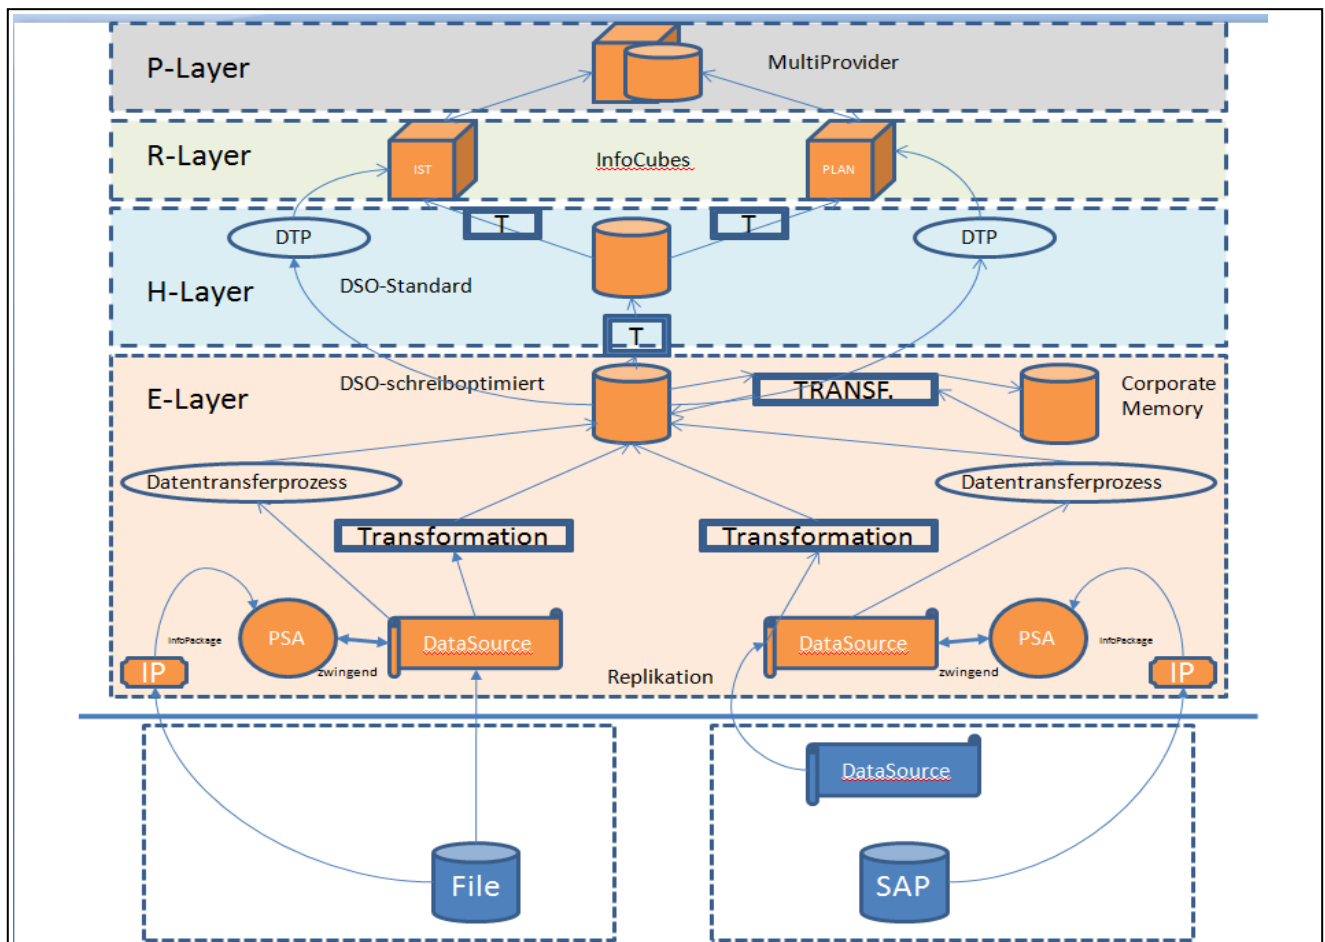 P-Layer
MultiProvider
R-Layer
IST
InfoCubes
PLAN
T
T
DTP
DTP
H-Layer
DSO-Standard
T
E-Layer
DSO-schreiboptimiert
TRANSF.
Corporate
Memory
Datentransferprozess
Datentransferprozess
Transformation
Transformation
InfoPackage
PSA
DataSource
DataSource
PSA
InfoPackage
IP
zwingend
Replikation
zwingend
IP
DataSource
File
SAP